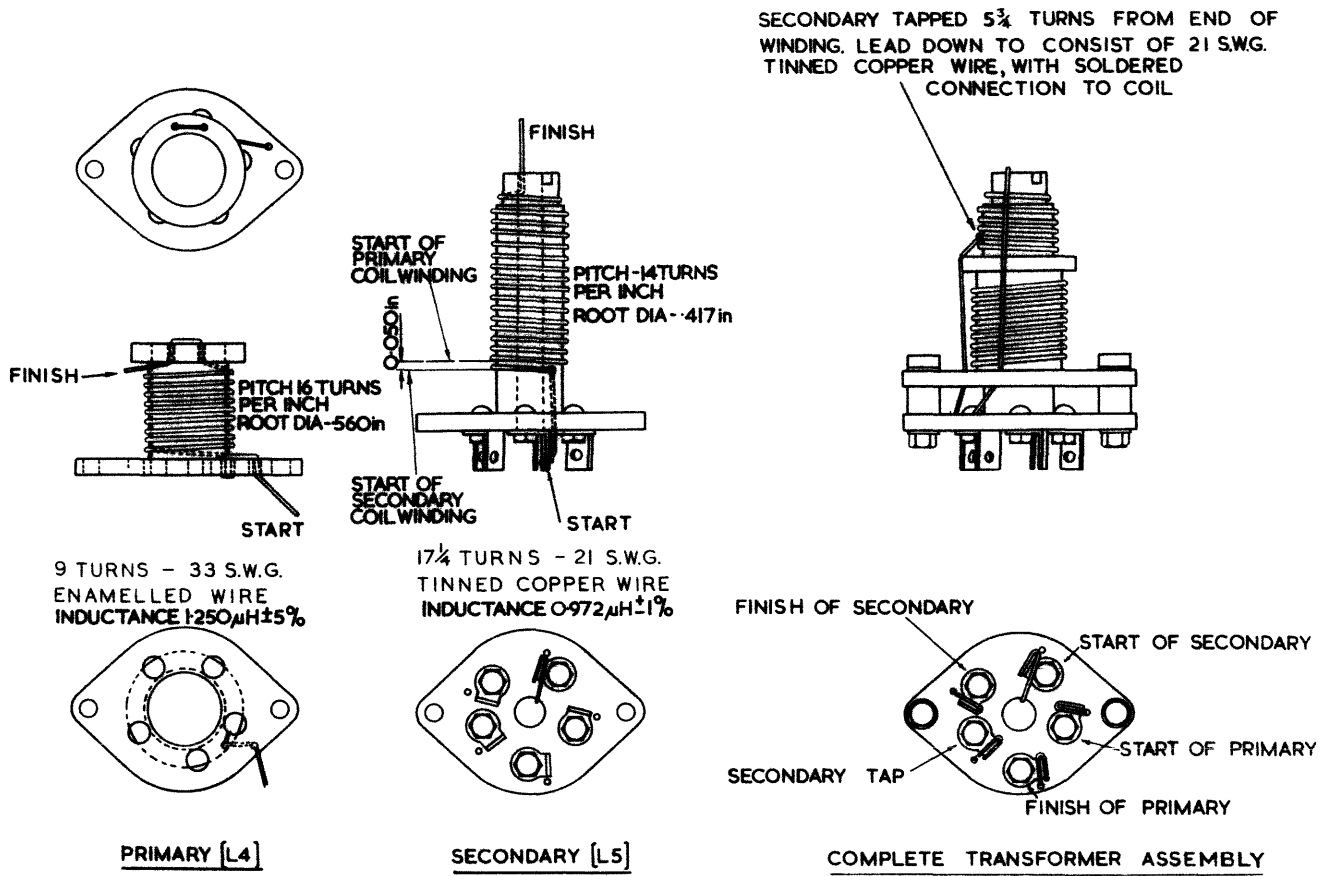 SECONDARY TAPPED 5¾ TURNS FROM END OF
WINDING. LEAD DOWN TO CONSIST OF 21 S.W.G.
TINNED COPPER WIRE, WITH SOLDERED
CONNECTION TO COIL
FINISH
START OF
PRIMARY
COIL WINDING
0·050in
PITCH-14 TURNS
PER INCH
ROOT DIA-·417in
FINISH
PITCH 16 TURNS
PER INCH
ROOT DIA-·560in
START
START OF
SECONDARY
COIL WINDING
START
9 TURNS - 33 S.W.G.
ENAMELLED WIRE
INDUCTANCE 1·250μH±5%
17¼ TURNS - 21 S.W.G.
TINNED COPPER WIRE
INDUCTANCE 0·972μH±1%
FINISH OF SECONDARY
START OF SECONDARY
START OF PRIMARY
SECONDARY TAP
FINISH OF PRIMARY
PRIMARY [L4]
SECONDARY [L5]
COMPLETE TRANSFORMER ASSEMBLY